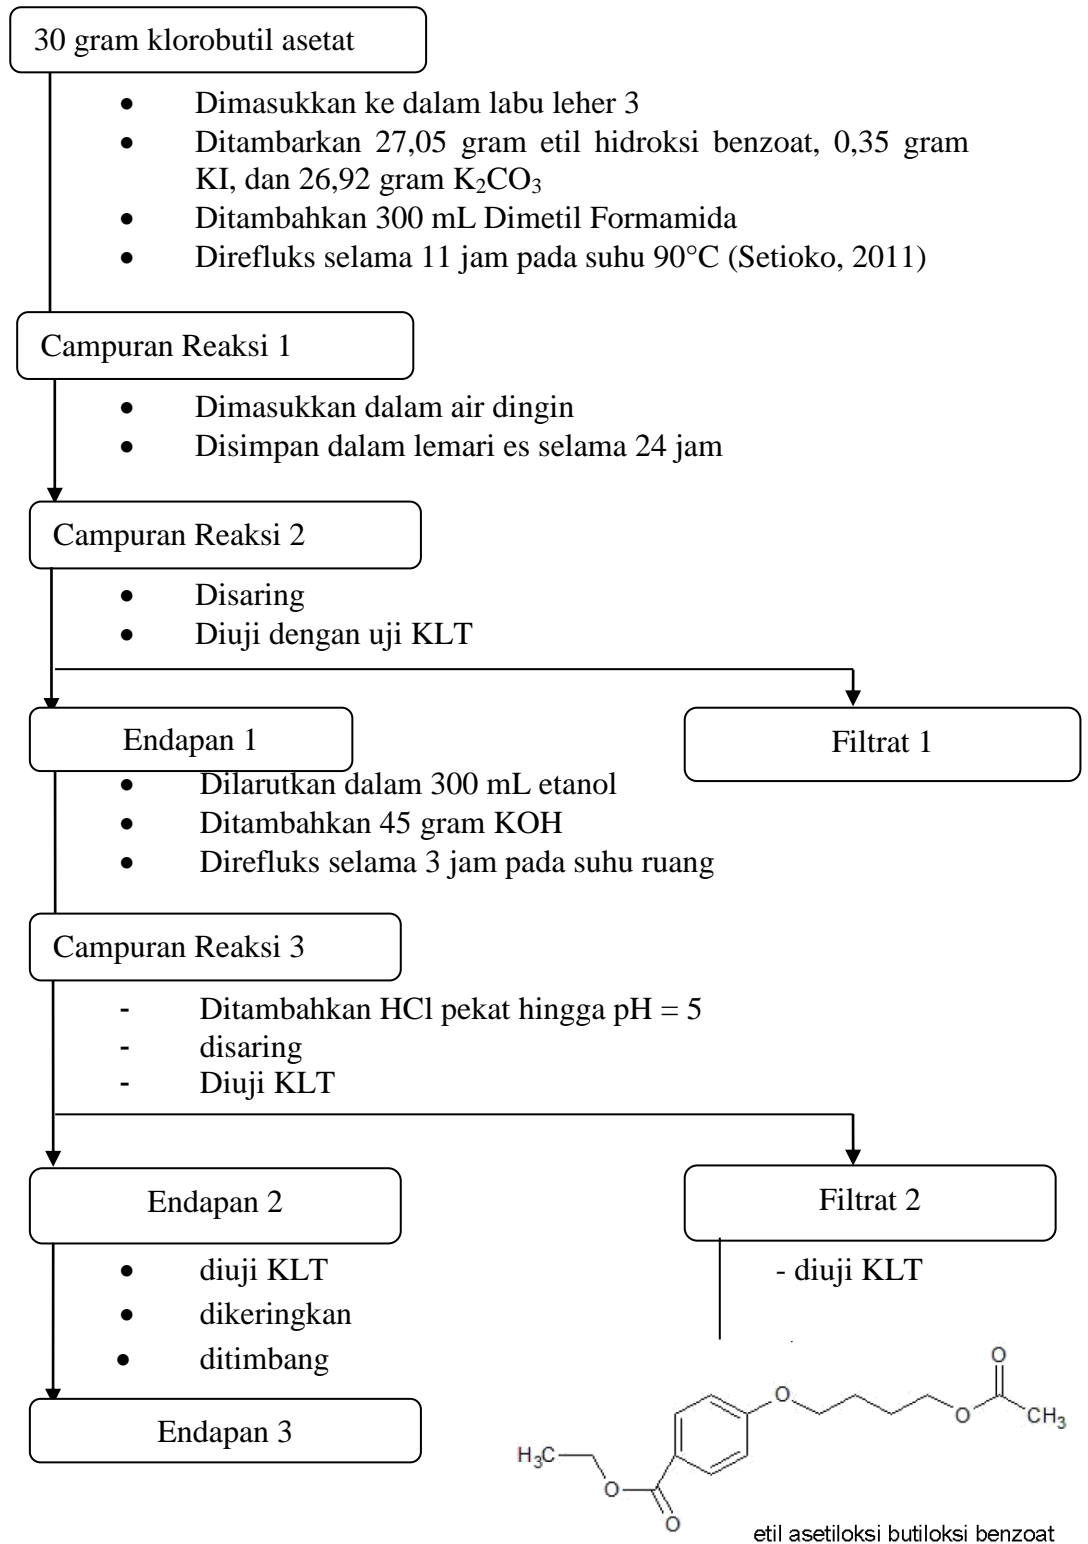 30 gram klorobutil asetat
• Dimasukkan ke dalam labu leher 3
• Ditambarkan 27,05 gram etil hidroksi benzoat, 0,35 gram
KI, dan 26,92 gram K₂CO₃
• Ditambahkan 300 mL Dimetil Formamida
• Direfluks selama 11 jam pada suhu 90°C (Setioko, 2011)
Campuran Reaksi 1
• Dimasukkan dalam air dingin
• Disimpan dalam lemari es selama 24 jam
Campuran Reaksi 2
• Disaring
• Diuji dengan uji KLT
Endapan 1
Filtrat 1
• Dilarutkan dalam 300 mL etanol
• Ditambahkan 45 gram KOH
• Direfluks selama 3 jam pada suhu ruang
Campuran Reaksi 3
- Ditambahkan HCl pekat hingga pH = 5
- disaring
- Diuji KLT
Endapan 2
Filtrat 2
• diuji KLT
• dikeringkan
• ditimbang
- diuji KLT
Endapan 3
O
O
O
CH₃
H₃C
O
O
etil asetiloksi butiloksi benzoat